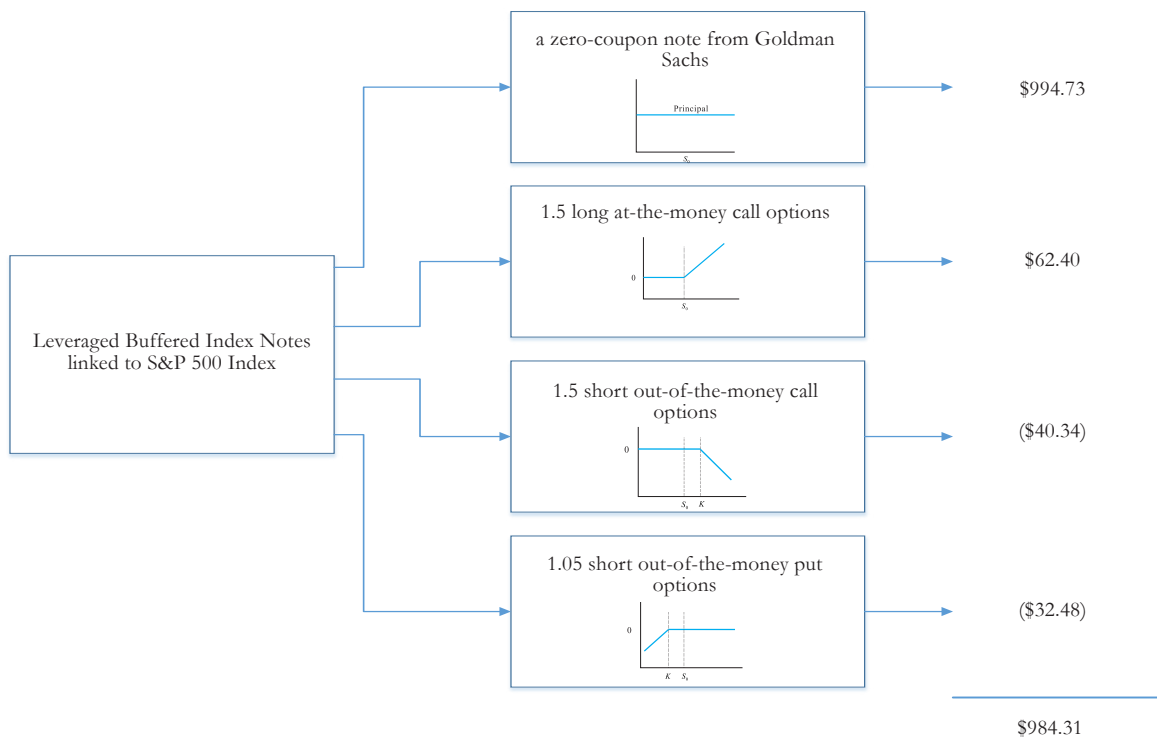 a zero-coupon note from Goldman
Sachs
Principal
S₀
$994.73
1.5 long at-the-money call options
0
S₀
$62.40
Leveraged Buffered Index Notes
linked to S&P 500 Index
1.5 short out-of-the-money call
options
0
S₀ K
($40.34)
1.05 short out-of-the-money put
options
0
K S₀
($32.48)
$984.31